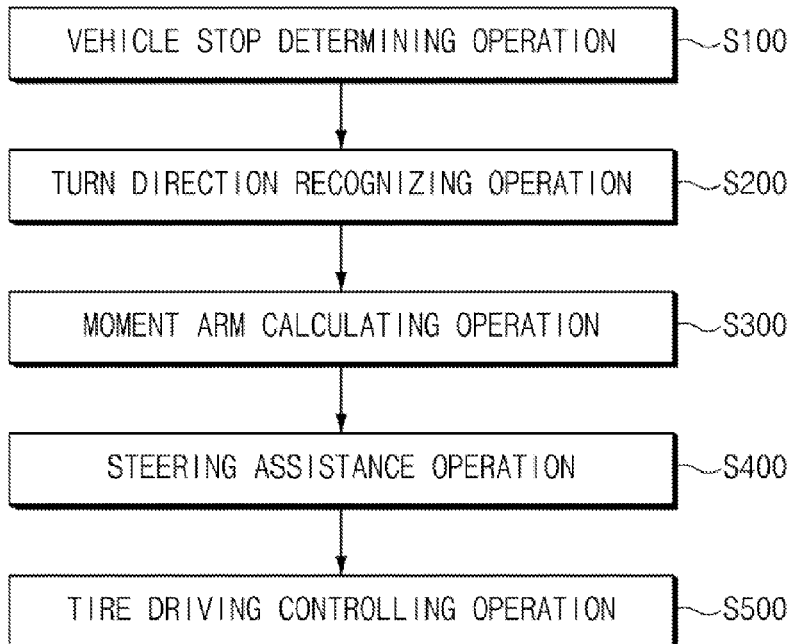 VEHICLE STOP DETERMINING OPERATION S100
TURN DIRECTION RECOGNIZING OPERATION S200
MOMENT ARM CALCULATING OPERATION S300
STEERING ASSISTANCE OPERATION S400
TIRE DRIVING CONTROLLING OPERATION S500